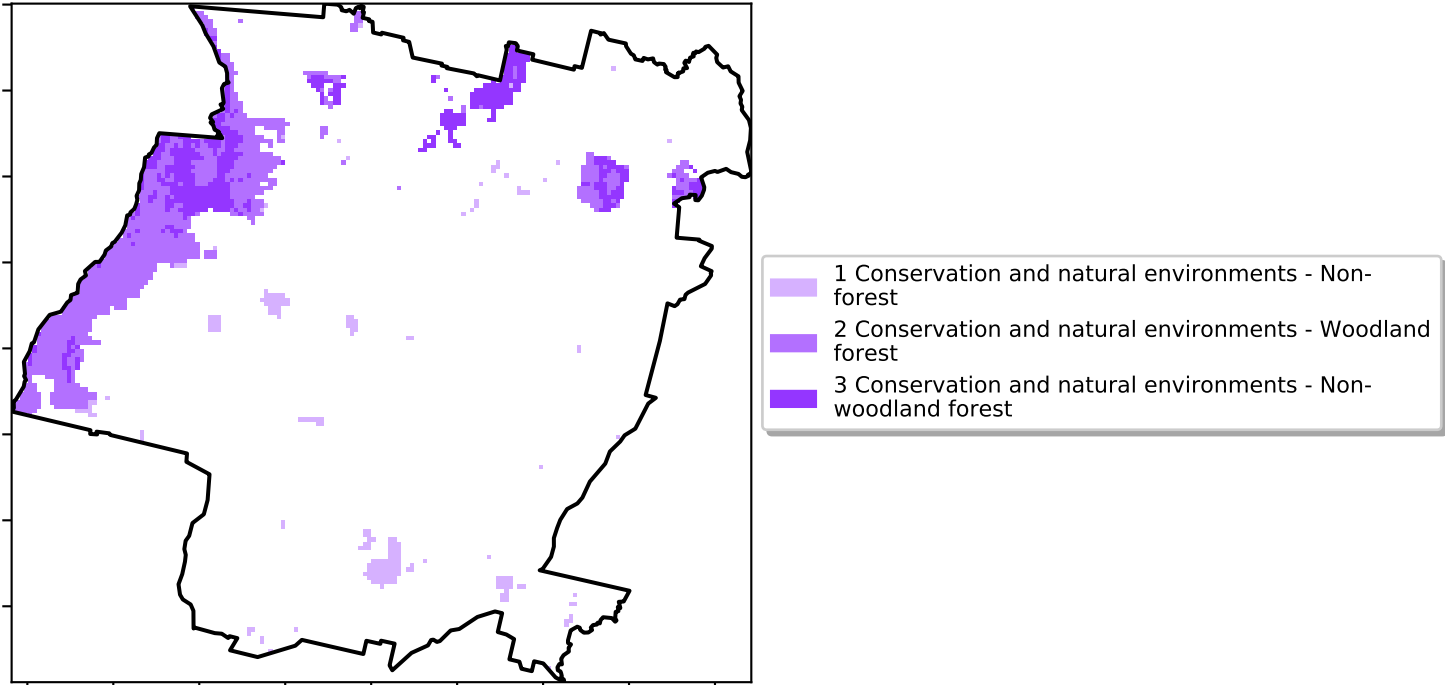 1 Conservation and natural environments - Non-
forest
2 Conservation and natural environments - Woodland
forest
3 Conservation and natural environments - Non-
woodland forest